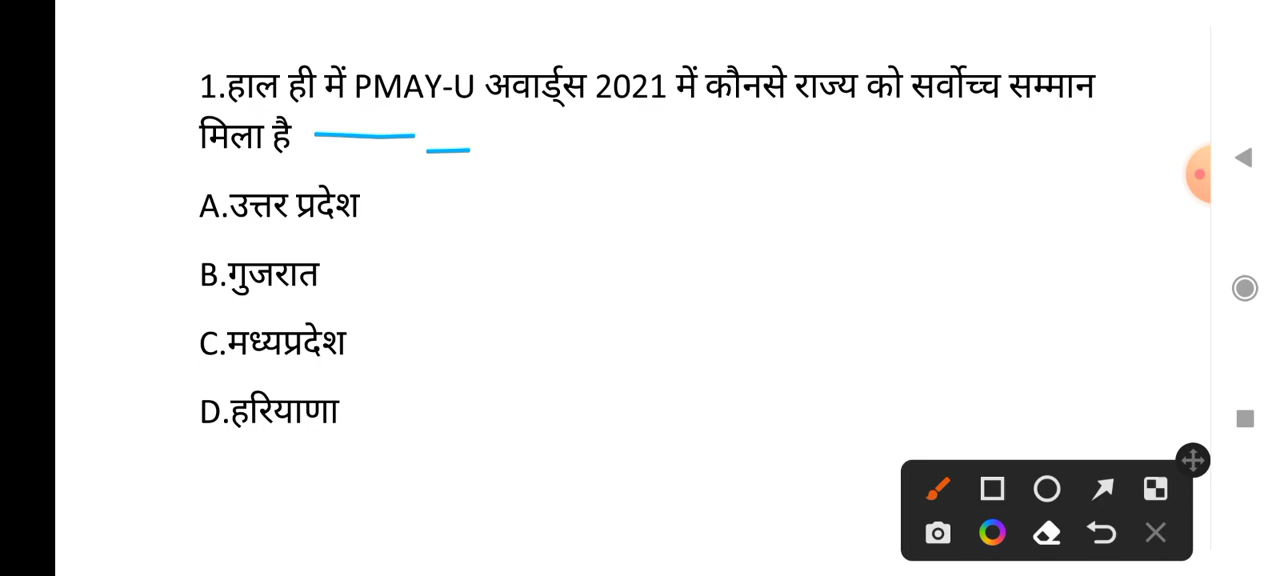 1.हाल ही में PMAY-U अवार्ड्स 2021 में कौनसे राज्य को सर्वोच्च सम्मान
मिला है
A.उत्तर प्रदेश
B.गुजरात
C.मध्यप्रदेश
D.हरियाणा